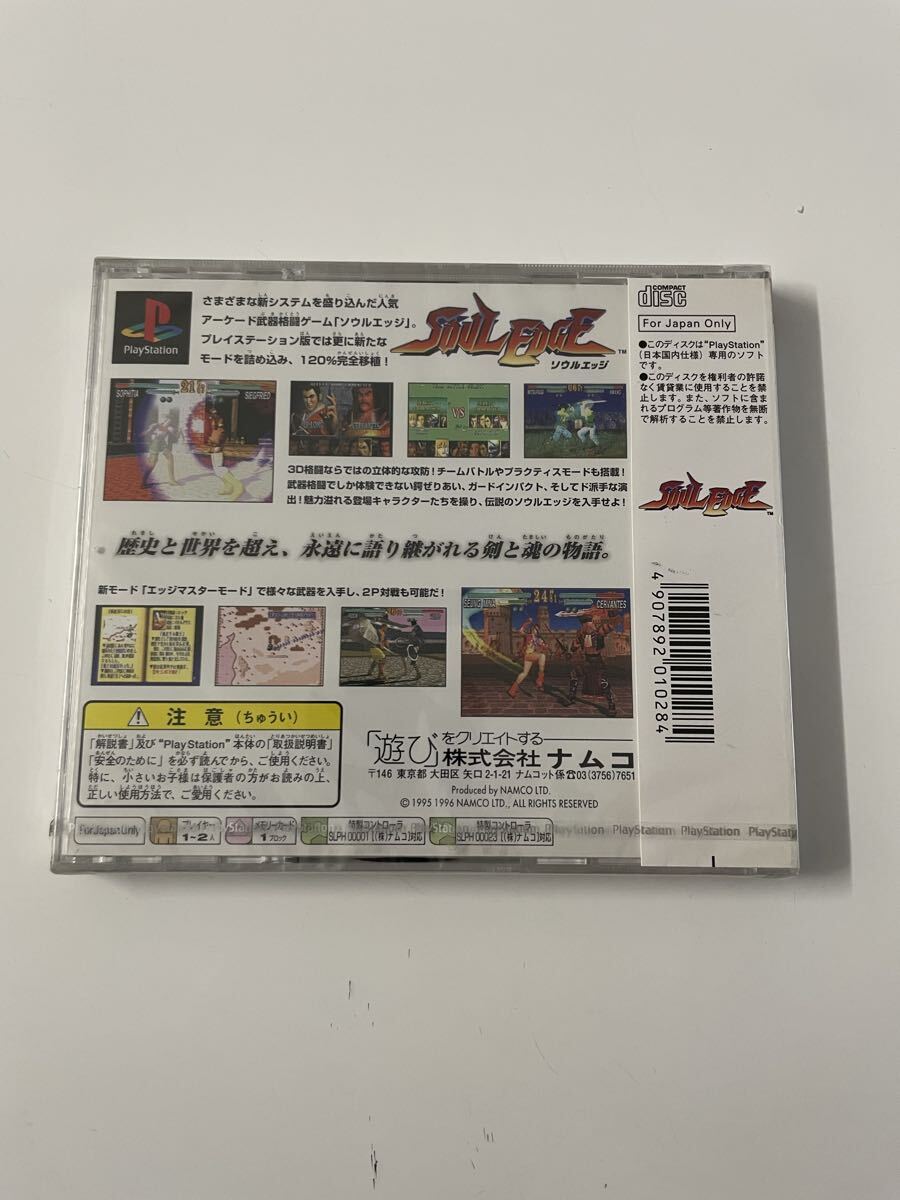 PlayStation
さまざまな新システムを盛り込んだ人気
アーケード武器格闘ゲーム「ソウルエッジ」。
プレイステーション版では更に新たな
モードを詰め込み、120%完全移植！
SOUL EDGE™
ソウルエッジ
SOPHITIA
SIEGFRIED
VS
3D格闘ならではの立体的な攻防！チームバトルやプラクティスモードも搭載！
武器格闘でしか体験できない鍔ぜりあい、ガードインパクト、そしてド派手な演
出！魅力溢れる登場キャラクターたちを操り、伝説のソウルエッジを入手せよ！
歴史と世界を超え、永遠に語り継がれる剣と魂の物語。
新モード「エッジマスターモード」で様々な武器を入手し、2P対戦も可能だ！
SEUNG MINA
CERVANTES
注意（ちゅうい）
「解説書」及び“PlayStation”本体の「取扱説明書」
「安全のために」を必ず読んでから、ご使用ください。
特に、小さいお子様は保護者の方がお読みの上、
正しい使用方法で、ご愛用ください。
「遊び」をクリエイトする
株式会社ナムコ
〒146 東京都 大田区 矢口 2-1-21 ナムコット係☎03(3756)7651
Produced by NAMCO LTD.
© 1995 1996 NAMCO LTD., ALL RIGHTS RESERVED
For Japan Only
プレイヤー
1～2人
メモリーカード
1ブロック
特製コントローラ
SLPH 00001［(株)ナムコ］対応
特製コントローラ
SLPH 00023［(株)ナムコ］対応
PlayStation PlayStation PlayStation PlayStation
COMPACT
disc
For Japan Only
●このディスクは“PlayStation”
（日本国内仕様）専用のソフト
です。
●このディスクを権利者の許諾
なく賃貸業に使用することを禁
止します。また、ソフトに含ま
れるプログラム等著作物を無断
で解析することを禁止します。
SOUL EDGE™
4 907892 010284